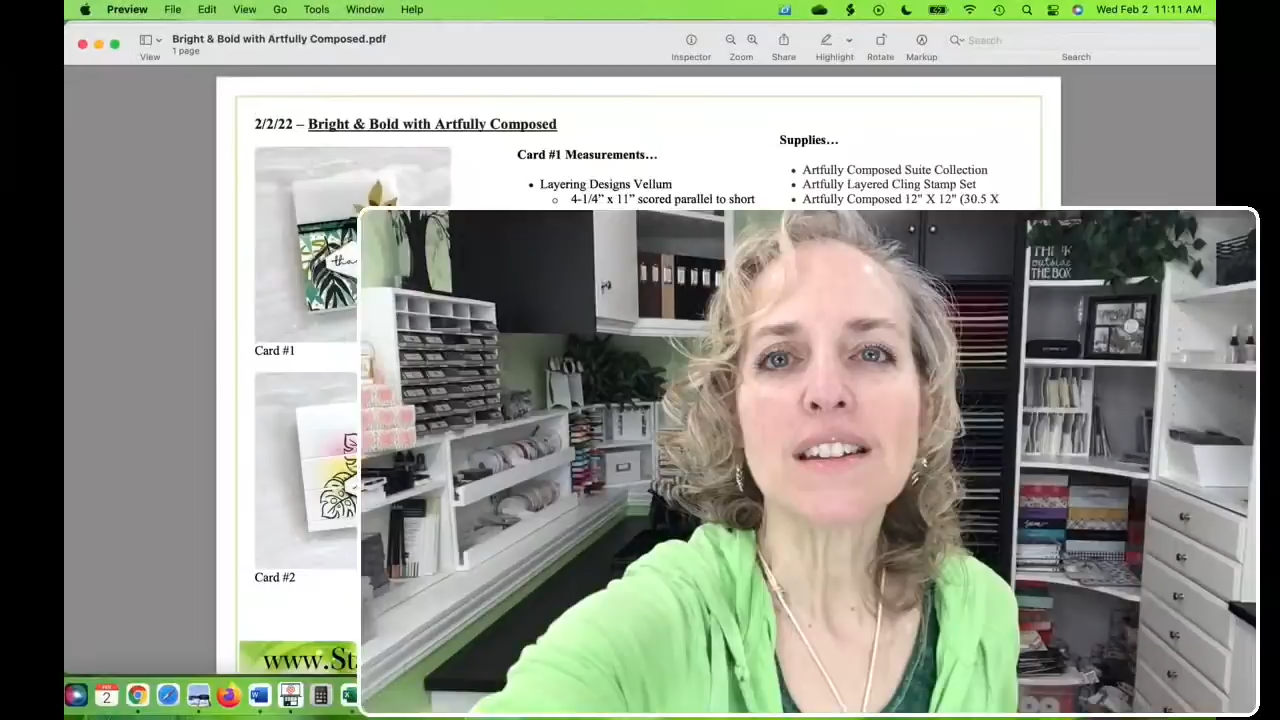 Preview File Edit View Go Tools Window Help Wed Feb 2 11:11 AM
Bright & Bold with Artfully Composed.pdf
1 page
Search
View Inspector Zoom Share Highlight Rotate Markup Search
2/2/22 – Bright & Bold with Artfully Composed
Supplies…
Card #1 Measurements…
• Artfully Composed Suite Collection
• Layering Designs Vellum
• Artfully Layered Cling Stamp Set
○ 4-1/4” x 11” scored parallel to short
• Artfully Composed 12" X 12" (30.5 X
outside
THE BOX
tha
Card #1
Card #2
www.St
FEB
2